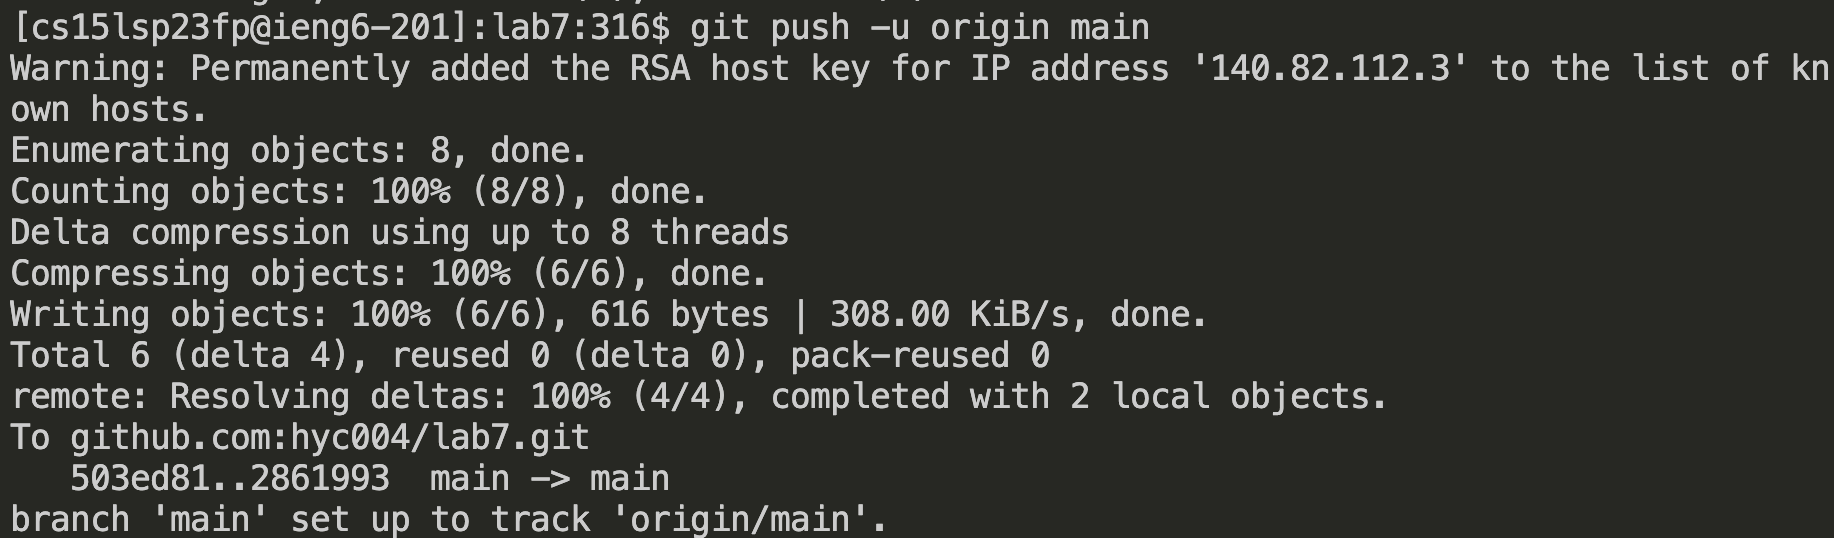 [cs15lsp23fp@ieng6-201]:lab7:316$ git push -u origin main
Warning: Permanently added the RSA host key for IP address '140.82.112.3' to the list of kn
own hosts.
Enumerating objects: 8, done.
Counting objects: 100% (8/8), done.
Delta compression using up to 8 threads
Compressing objects: 100% (6/6), done.
Writing objects: 100% (6/6), 616 bytes | 308.00 KiB/s, done.
Total 6 (delta 4), reused 0 (delta 0), pack-reused 0
remote: Resolving deltas: 100% (4/4), completed with 2 local objects.
To github.com:hyc004/lab7.git
   503ed81..2861993  main -> main
branch 'main' set up to track 'origin/main'.